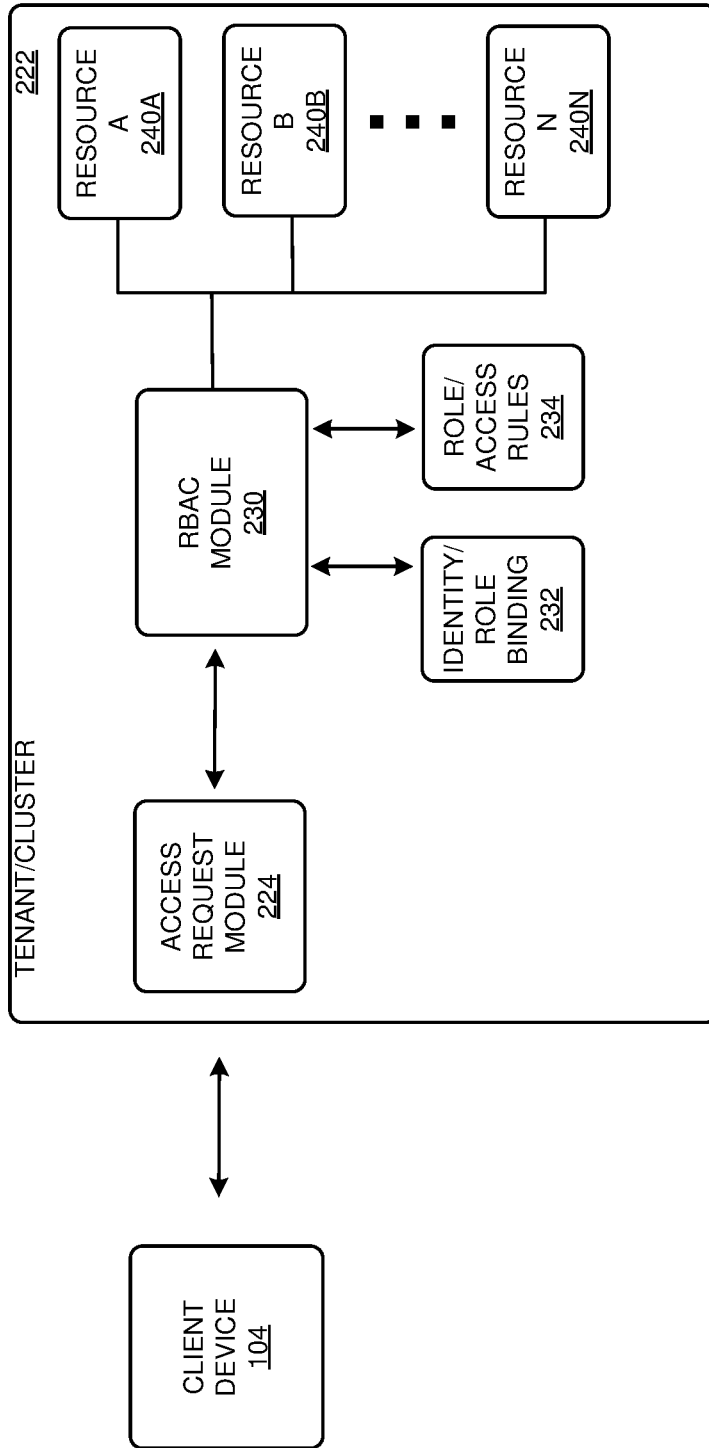 TENANT/CLUSTER
222
CLIENT
DEVICE
104
ACCESS
REQUEST
MODULE
224
RBAC
MODULE
230
IDENTITY/
ROLE
BINDING
232
ROLE/
ACCESS
RULES
234
RESOURCE
A
240A
RESOURCE
B
240B
RESOURCE
N
240N